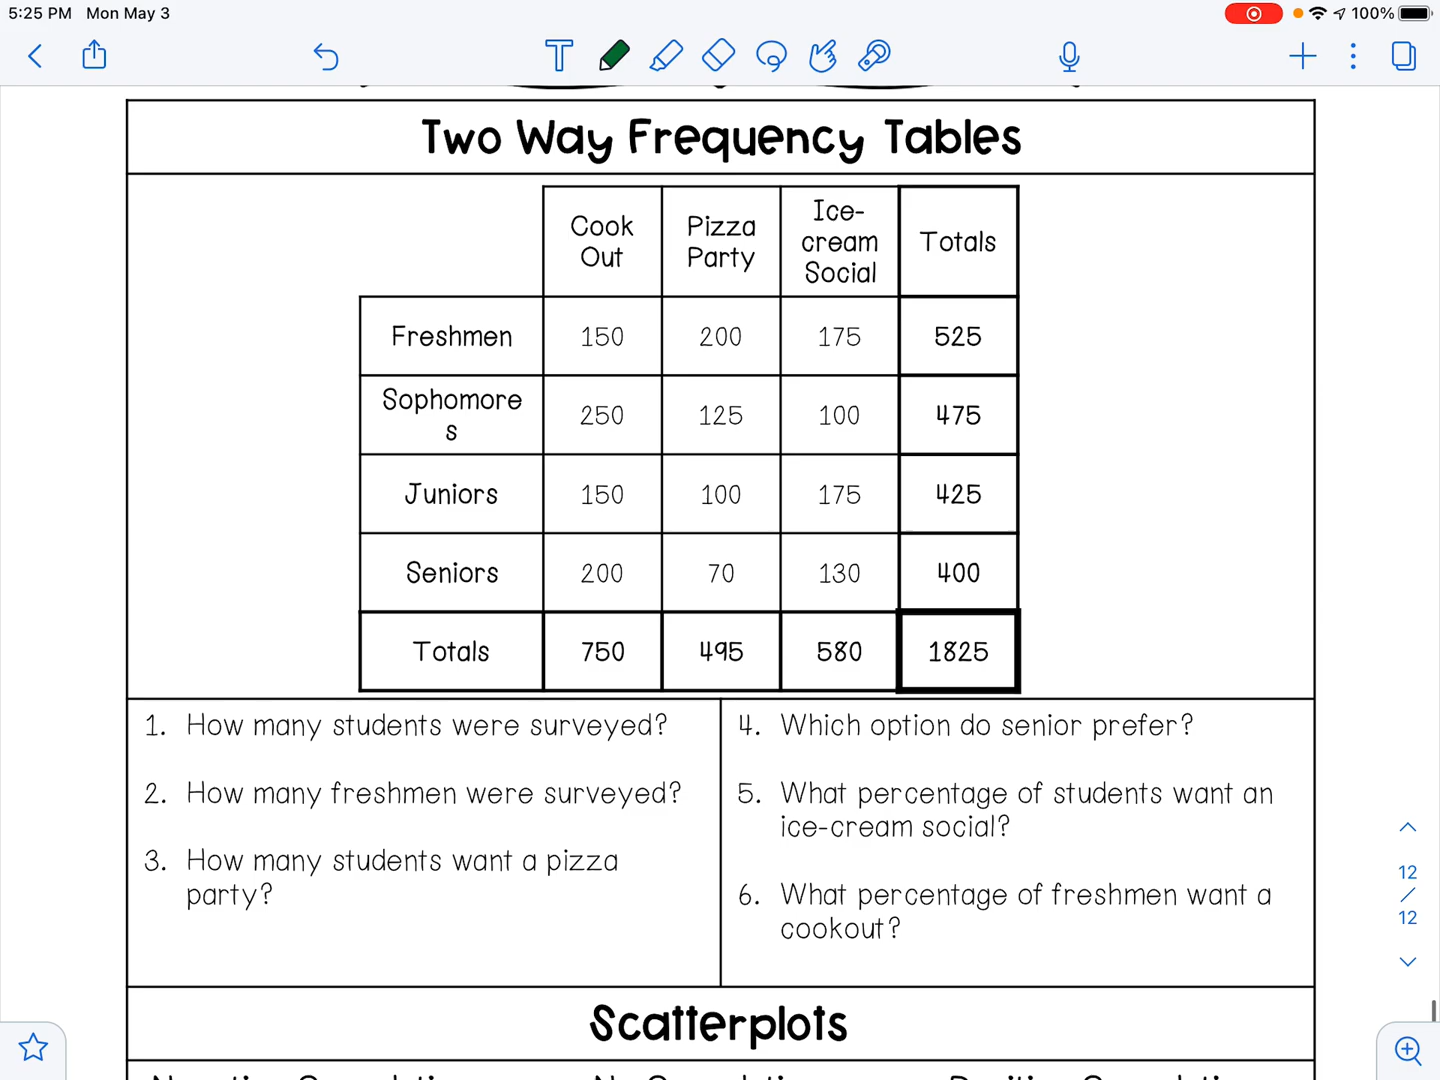 5:25 PM Mon May 3
100%
Two Way Frequency Tables
Cook Out
Pizza Party
Ice-cream Social
Totals
Freshmen 150 200 175 525
Sophomores 250 125 100 475
Juniors 150 100 175 425
Seniors 200 70 130 400
Totals 750 495 580 1825
1. How many students were surveyed?
2. How many freshmen were surveyed?
3. How many students want a pizza
party?
4. Which option do senior prefer?
5. What percentage of students want an
ice-cream social?
6. What percentage of freshmen want a
cookout?
12
/
12
Scatterplots